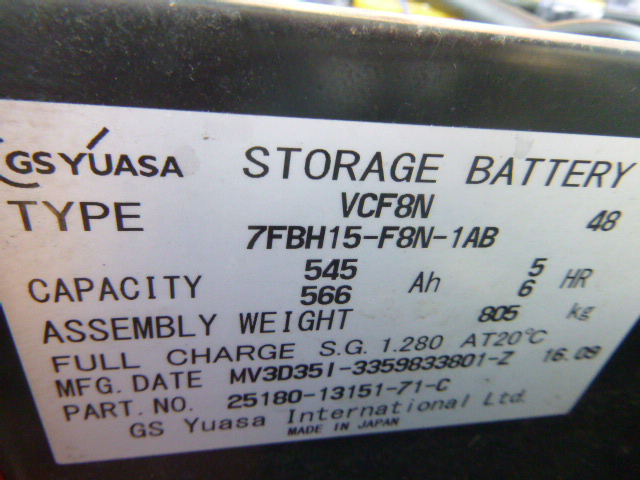 GS YUASA STORAGE BATTERY
TYPE VCF8N 48
7FBH15-F8N-1AB
CAPACITY 545 Ah 5 HR
566 6
ASSEMBLY WEIGHT 805 kg
FULL CHARGE S.G. 1.280 AT20°C
MFG. DATE MV3D35I-3359833801-Z 16.09
PART. NO. 25180-13151-71-C
GS Yuasa International Ltd.
MADE IN JAPAN